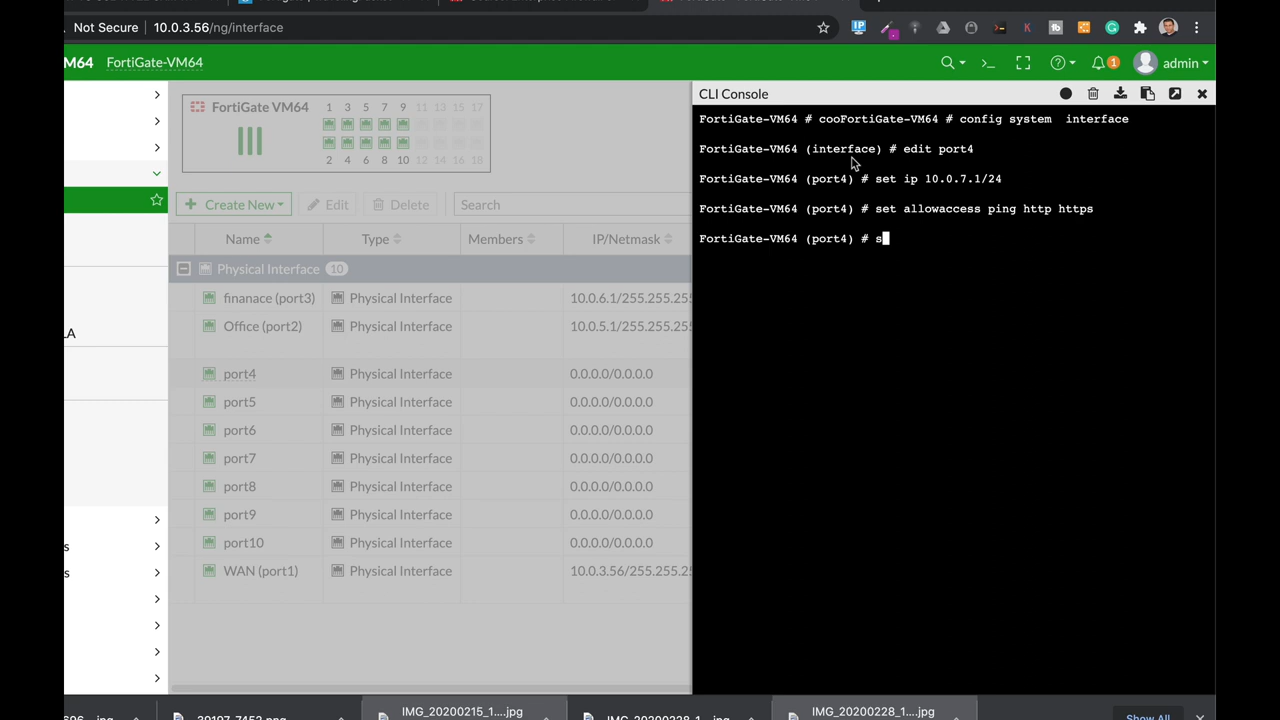 Not Secure 10.0.3.56/ng/interface
M64 FortiGate-VM64 admin
1
FortiGate VM64 1 3 5 7 9 11 13 15 17
2 4 6 8 10 12 14 16 18
Create New Edit Delete Search
Name Type Members IP/Netmask
Physical Interface 10
finanace (port3) Physical Interface 10.0.6.1/255.255.255
Office (port2) Physical Interface 10.0.5.1/255.255.255
LA
port4 Physical Interface 0.0.0.0/0.0.0.0
port5 Physical Interface 0.0.0.0/0.0.0.0
port6 Physical Interface 0.0.0.0/0.0.0.0
port7 Physical Interface 0.0.0.0/0.0.0.0
port8 Physical Interface 0.0.0.0/0.0.0.0
port9 Physical Interface 0.0.0.0/0.0.0.0
port10 Physical Interface 0.0.0.0/0.0.0.0
WAN (port1) Physical Interface 10.0.3.56/255.255.25
CLI Console
FortiGate-VM64 # cooFortiGate-VM64 # config system interface
FortiGate-VM64 (interface) # edit port4
FortiGate-VM64 (port4) # set ip 10.0.7.1/24
FortiGate-VM64 (port4) # set allowaccess ping http https
FortiGate-VM64 (port4) # s
IMG_20200215_1....jpg IMG_20200228_1....jpg Show All